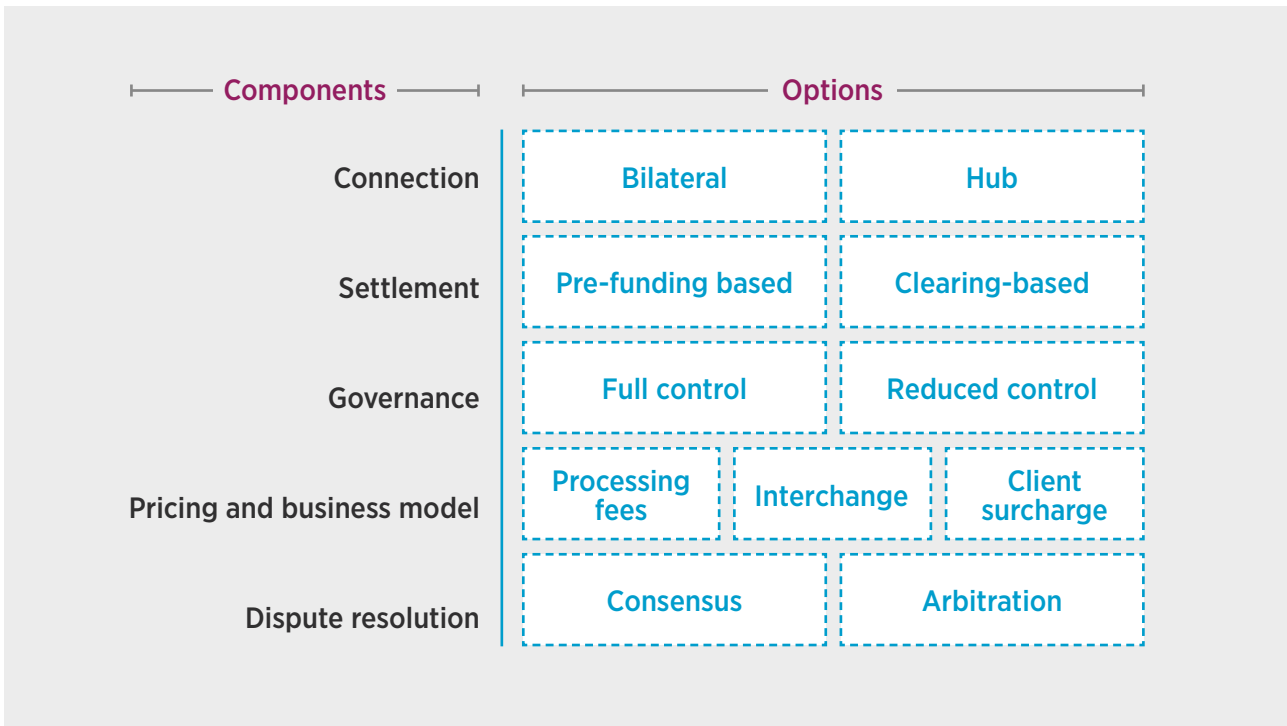 Components Options
Connection Bilateral Hub
Settlement Pre-funding based Clearing-based
Governance Full control Reduced control
Pricing and business model Processing fees Interchange Client surcharge
Dispute resolution Consensus Arbitration